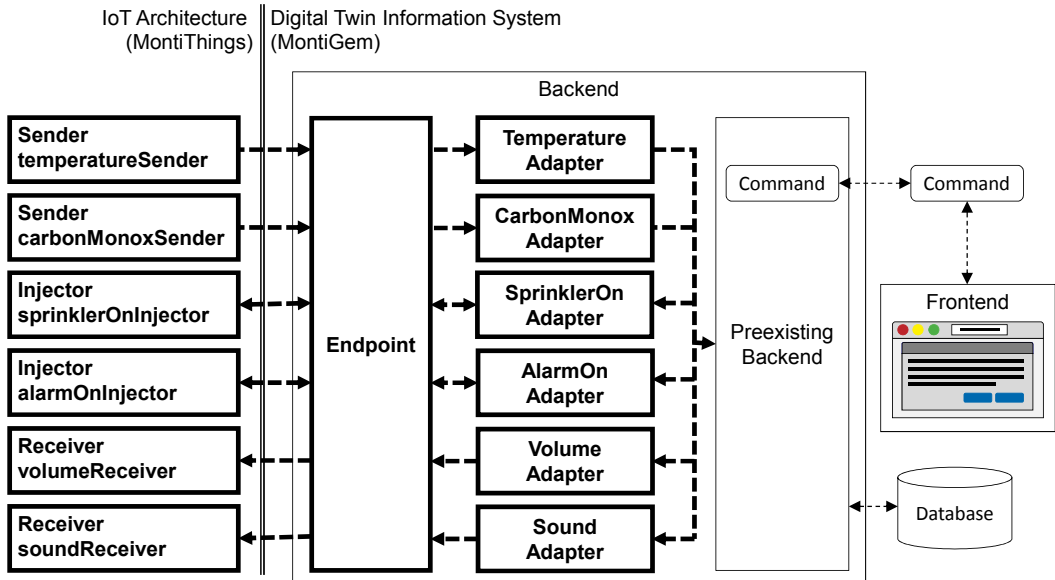 IoT Architecture
(MontiThings)
Digital Twin Information System
(MontiGem)
Backend
Sender
temperatureSender
Sender
carbonMonoxSender
Injector
sprinklerOnInjector
Injector
alarmOnInjector
Receiver
volumeReceiver
Receiver
soundReceiver
Endpoint
Temperature
Adapter
CarbonMonox
Adapter
SprinklerOn
Adapter
AlarmOn
Adapter
Volume
Adapter
Sound
Adapter
Command
Preexisting
Backend
Command
Frontend
Database